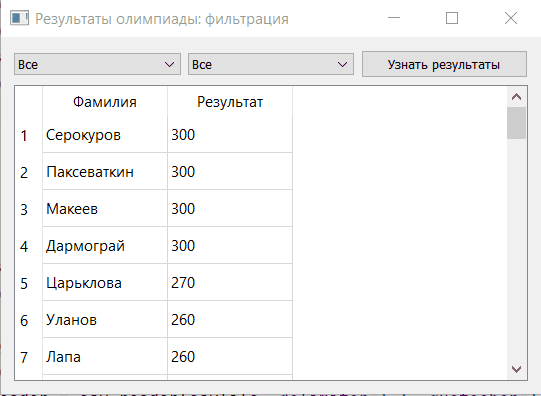 Результаты олимпиады: фильтрация
Все Все Узнать результаты
Фамилия Результат
1 Серокуров 300
2 Паксеваткин 300
3 Макеев 300
4 Дармограй 300
5 Царьклова 270
6 Уланов 260
7 Лапа 260